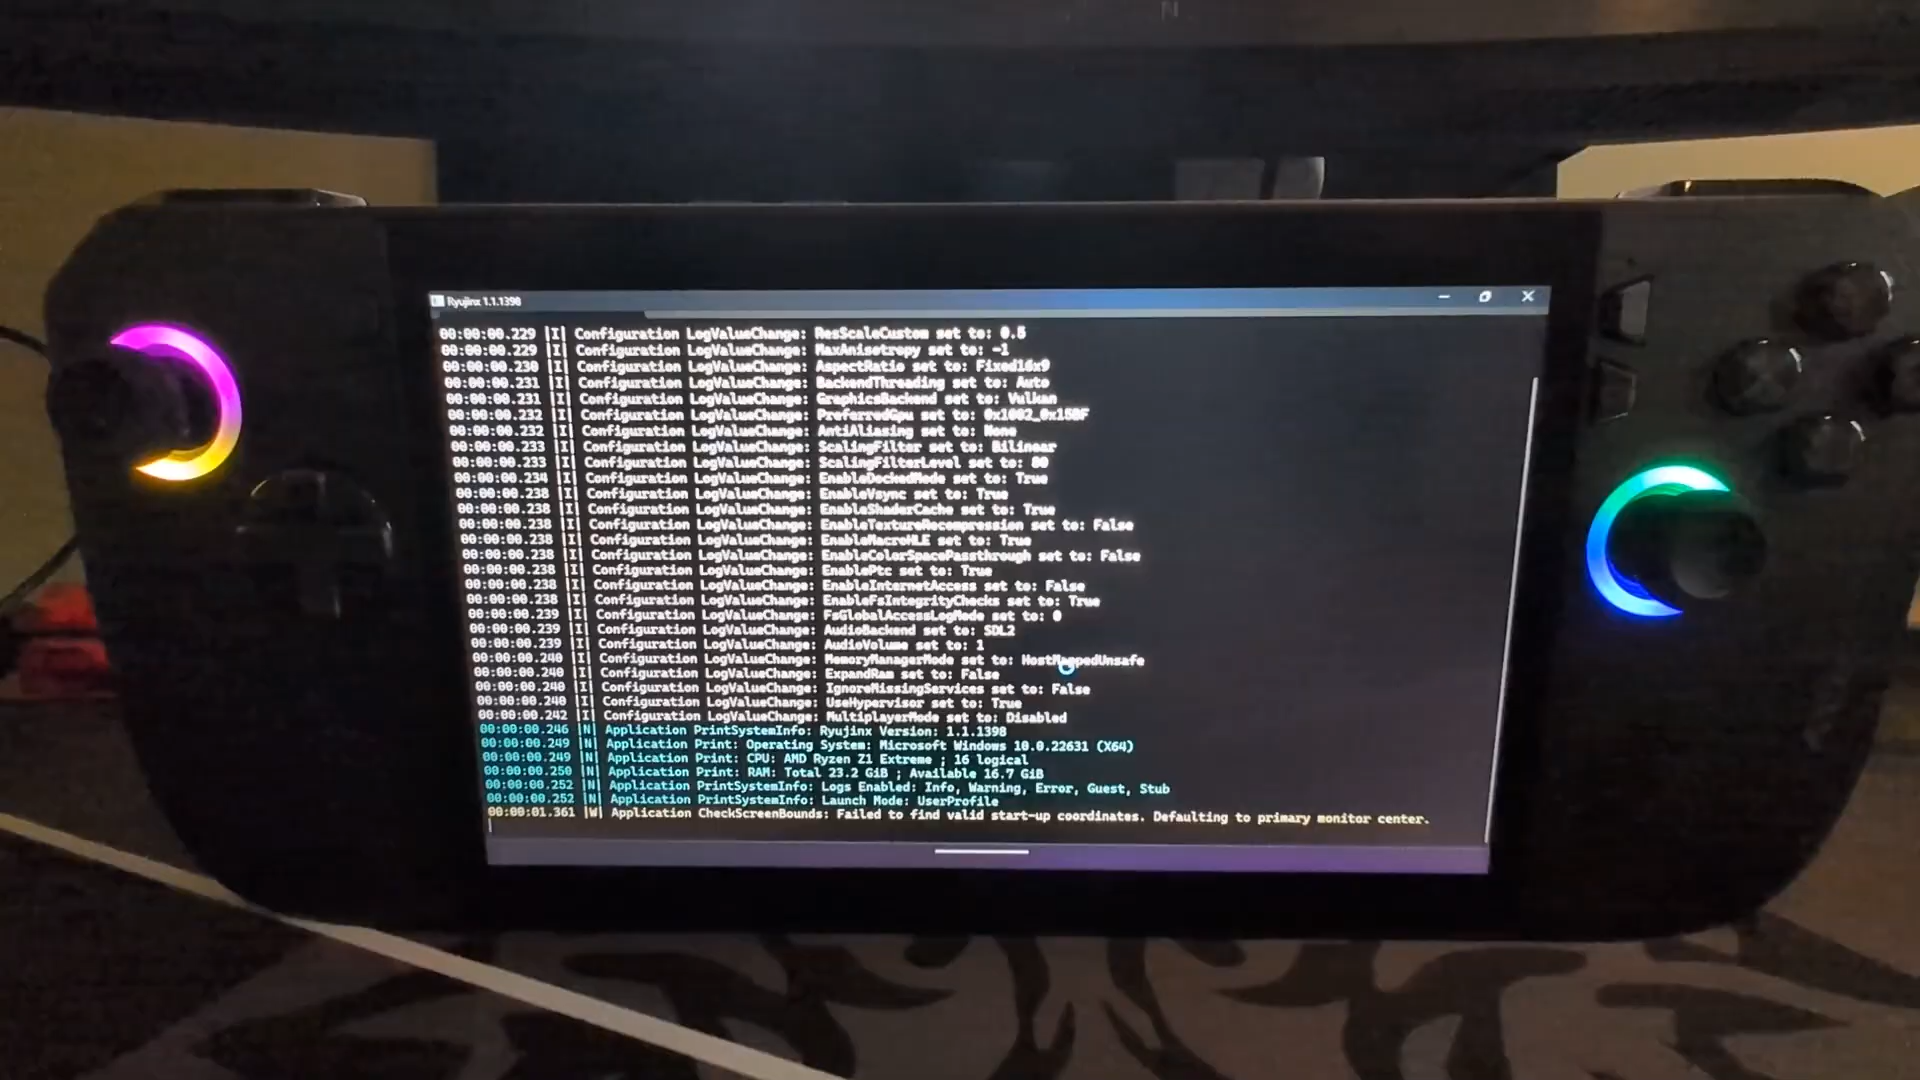 Ryujinx 1.1.1398
00:00:00.229 |I| Configuration LogValueChange: ResScaleCustom set to: 0.5
00:00:00.229 |I| Configuration LogValueChange: MaxAnisotropy set to: -1
00:00:00.230 |I| Configuration LogValueChange: AspectRatio set to: Fixed16x9
00:00:00.231 |I| Configuration LogValueChange: BackendThreading set to: Auto
00:00:00.231 |I| Configuration LogValueChange: GraphicsBackend set to: Vulkan
00:00:00.232 |I| Configuration LogValueChange: PreferredGpu set to: 0x1002_0x15BF
00:00:00.232 |I| Configuration LogValueChange: AntiAliasing set to: None
00:00:00.233 |I| Configuration LogValueChange: ScalingFilter set to: Bilinear
00:00:00.233 |I| Configuration LogValueChange: ScalingFilterLevel set to: 80
00:00:00.234 |I| Configuration LogValueChange: EnableDockedMode set to: True
00:00:00.238 |I| Configuration LogValueChange: EnableVsync set to: True
00:00:00.238 |I| Configuration LogValueChange: EnableShaderCache set to: True
00:00:00.238 |I| Configuration LogValueChange: EnableTextureRecompression set to: False
00:00:00.238 |I| Configuration LogValueChange: EnableMacroHLE set to: True
00:00:00.238 |I| Configuration LogValueChange: EnableColorSpacePassthrough set to: False
00:00:00.238 |I| Configuration LogValueChange: EnablePtc set to: True
00:00:00.238 |I| Configuration LogValueChange: EnableInternetAccess set to: False
00:00:00.238 |I| Configuration LogValueChange: EnableFsIntegrityChecks set to: True
00:00:00.239 |I| Configuration LogValueChange: FsGlobalAccessLogMode set to: 0
00:00:00.239 |I| Configuration LogValueChange: AudioBackend set to: SDL2
00:00:00.239 |I| Configuration LogValueChange: AudioVolume set to: 1
00:00:00.240 |I| Configuration LogValueChange: MemoryManagerMode set to: HostMappedUnsafe
00:00:00.240 |I| Configuration LogValueChange: ExpandRam set to: False
00:00:00.240 |I| Configuration LogValueChange: IgnoreMissingServices set to: False
00:00:00.240 |I| Configuration LogValueChange: UseHypervisor set to: True
00:00:00.242 |I| Configuration LogValueChange: MultiplayerMode set to: Disabled
00:00:00.246 |N| Application PrintSystemInfo: Ryujinx Version: 1.1.1398
00:00:00.249 |N| Application Print: Operating System: Microsoft Windows 10.0.22631 (X64)
00:00:00.249 |N| Application Print: CPU: AMD Ryzen Z1 Extreme ; 16 logical
00:00:00.250 |N| Application Print: RAM: Total 23.2 GiB ; Available 16.7 GiB
00:00:00.252 |N| Application PrintSystemInfo: Logs Enabled: Info, Warning, Error, Guest, Stub
00:00:00.252 |N| Application PrintSystemInfo: Launch Mode: UserProfile
00:00:01.361 |W| Application CheckScreenBounds: Failed to find valid start-up coordinates. Defaulting to primary monitor center.